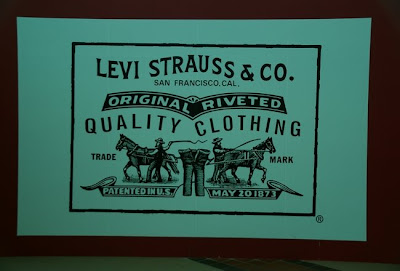 LEVI STRAUSS & CO.
SAN FRANCISCO, CAL.
ORIGINAL RIVETED
QUALITY CLOTHING
TRADE MARK
PATENTED IN U.S. MAY 20 1873
®